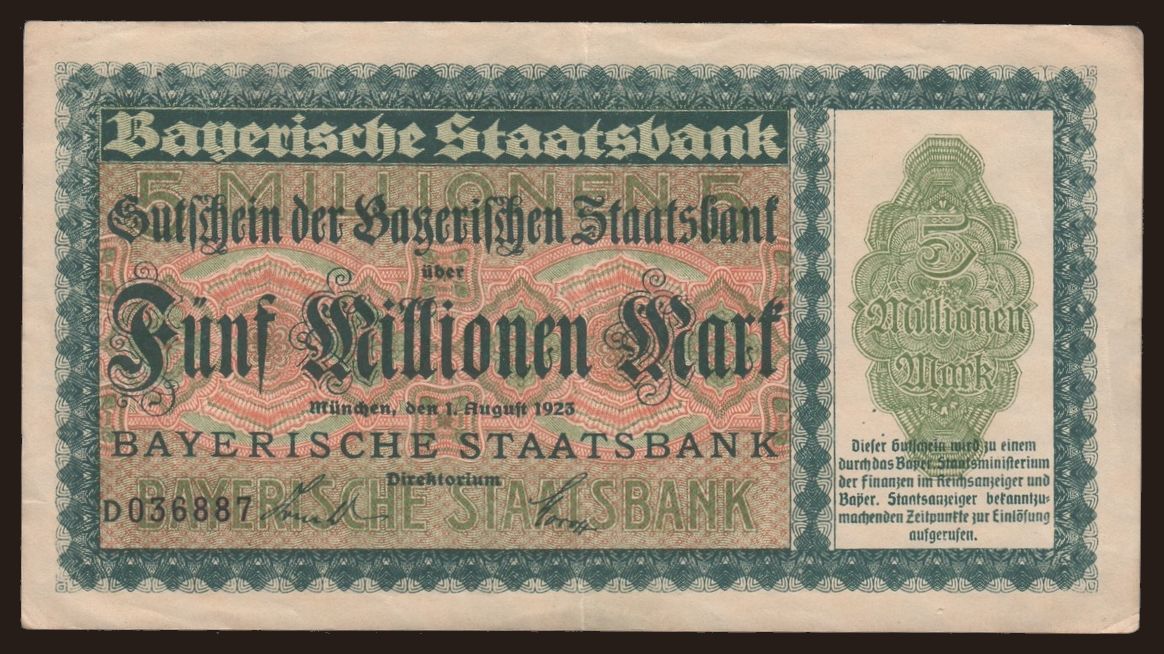 Bayerische Staatsbank
5 MILLIONEN 5
Gutschein der Bayerischen Staatsbank
über
Fünf Millionen Mark
München, den 1. August 1923
BAYERISCHE STAATSBANK
Direktorium
D036887
BAYERISCHE STAATSBANK
5
Millionen
Mark
Dieser Gutschein wird zu einem
durch das Bayer. Staatsministerium
der Finanzen im Reichsanzeiger und
Bayer. Staatsanzeiger bekanntzu-
machenden Zeitpunkte zur Einlösung
aufgerufen.